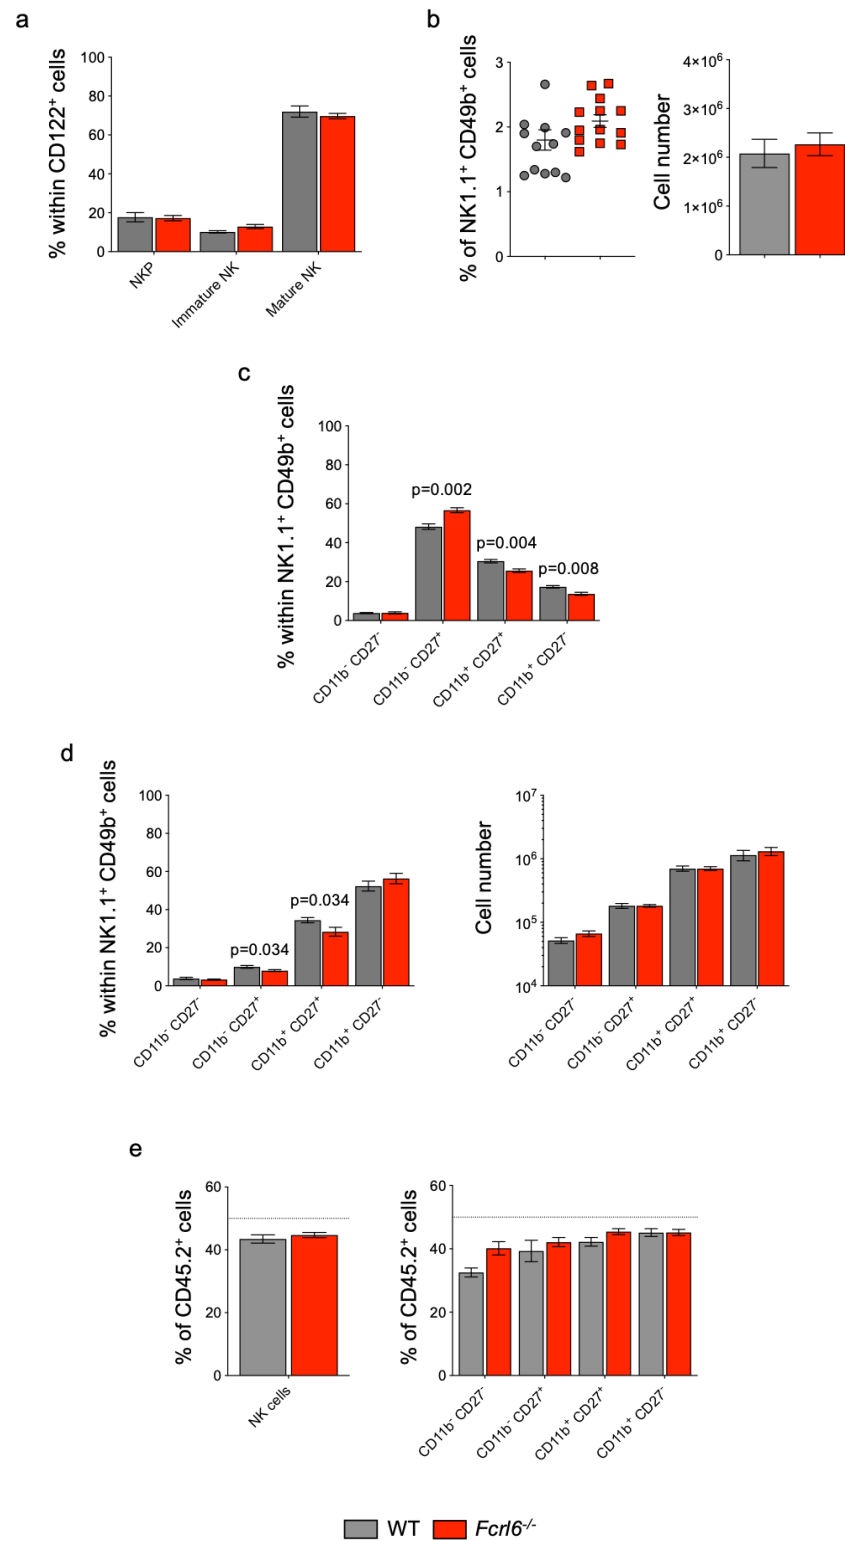 a
% within CD122⁺ cells
100
80
60
40
20
0
NKP
Immature NK
Mature NK
b
% of NK1.1⁺ CD49b⁺ cells
3
2
1
0
Cell number
4×10⁶
3×10⁶
2×10⁶
1×10⁶
0
c
% within NK1.1⁺ CD49b⁺ cells
100
80
60
40
20
0
p=0.002
p=0.004
p=0.008
CD11b⁻ CD27⁻
CD11b⁻ CD27⁺
CD11b⁺ CD27⁺
CD11b⁺ CD27⁻
d
% within NK1.1⁺ CD49b⁺ cells
100
80
60
40
20
0
p=0.034
p=0.034
CD11b⁻ CD27⁻
CD11b⁻ CD27⁺
CD11b⁺ CD27⁺
CD11b⁺ CD27⁻
Cell number
10⁷
10⁶
10⁵
10⁴
CD11b⁻ CD27⁻
CD11b⁻ CD27⁺
CD11b⁺ CD27⁺
CD11b⁺ CD27⁻
e
% of CD45.2⁺ cells
60
40
20
0
NK cells
% of CD45.2⁺ cells
60
40
20
0
CD11b⁻ CD27⁻
CD11b⁻ CD27⁺
CD11b⁺ CD27⁺
CD11b⁺ CD27⁻
WT
Fcrl6⁻/⁻